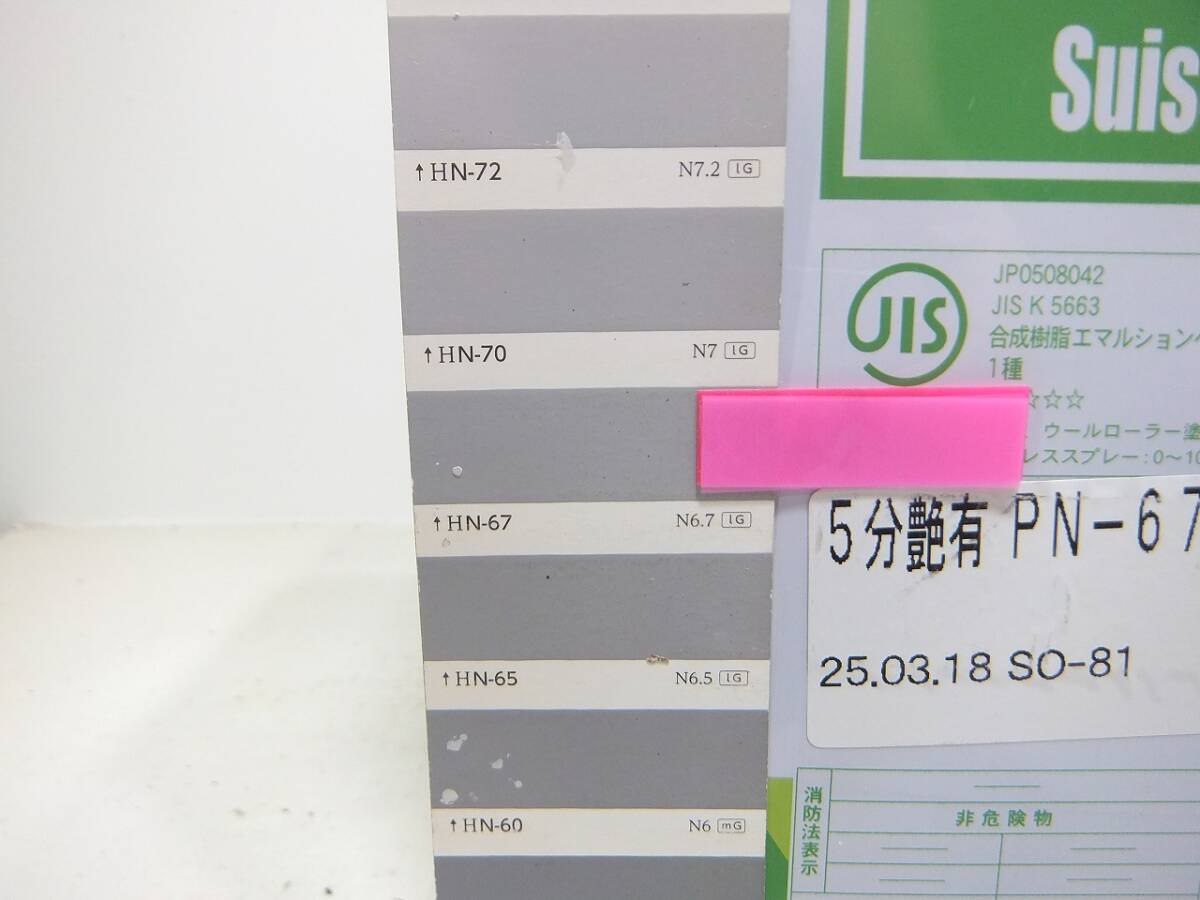 ↑HN-72 N7.2 lG
↑HN-70 N7 lG
↑HN-67 N6.7 lG
↑HN-65 N6.5 lG
↑HN-60 N6 mG
Suis
JIS
JP0508042
JIS K 5663
合成樹脂エマルション
1種
☆☆☆
ウールローラー塗
レススプレー:0〜10
5分艶有 PN-67
25.03.18 SO-81
消防法表示
非危険物